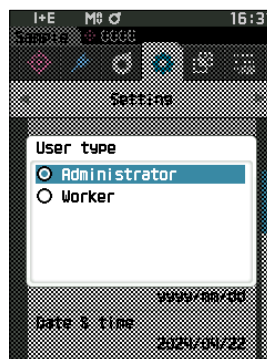 I+E M0 16:3
Sample 0000
Setting
User type
Administrator
Worker
yyyy/mm/dd
Date & time
2024/04/22